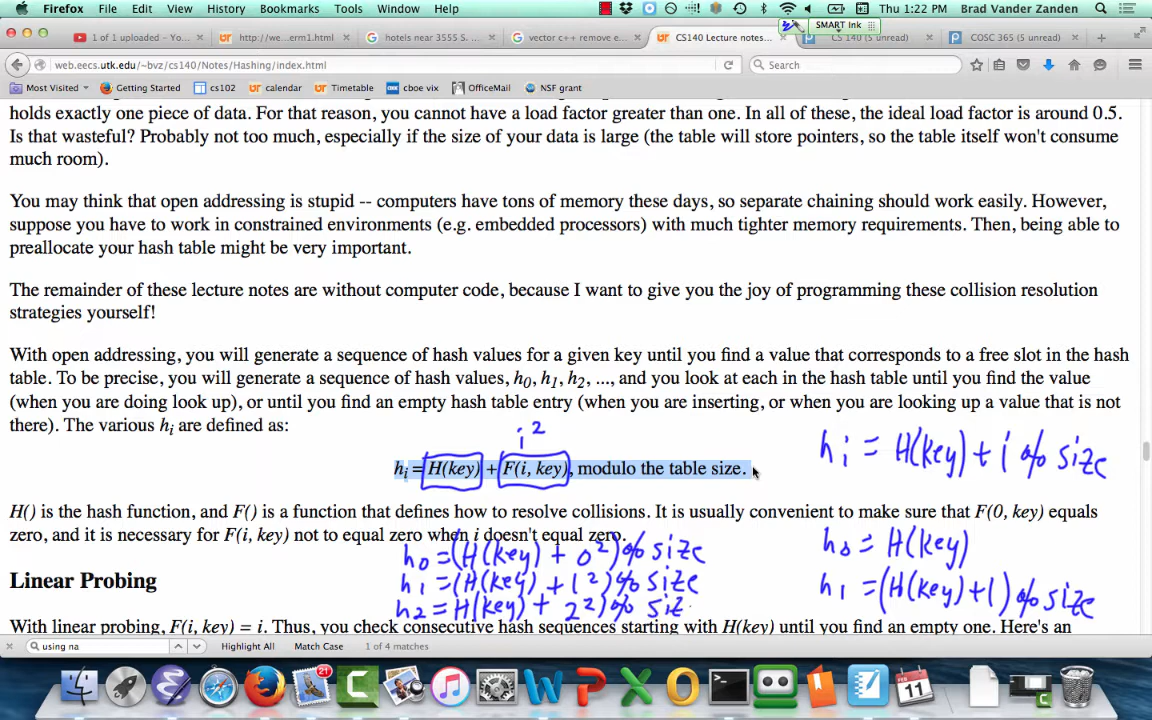 Firefox File Edit View History Bookmarks Tools Window Help Thu 1:22 PM Brad Vander Zanden
SMART Ink
1 of 1 uploaded - Yo... http://we...erm1.html hotels near 3555 S. ... vector c++ remove e... CS140 Lecture notes... CS 140 (5 unread) COSC 365 (5 unread)
web.eecs.utk.edu/~bvz/cs140/Notes/Hashing/index.html Search
Most Visited Getting Started cs102 calendar Timetable cboe vix OfficeMail NSF grant
holds exactly one piece of data. For that reason, you cannot have a load factor greater than one. In all of these, the ideal load factor is around 0.5.
Is that wasteful? Probably not too much, especially if the size of your data is large (the table will store pointers, so the table itself won't consume
much room).
You may think that open addressing is stupid -- computers have tons of memory these days, so separate chaining should work easily. However,
suppose you have to work in constrained environments (e.g. embedded processors) with much tighter memory requirements. Then, being able to
preallocate your hash table might be very important.
The remainder of these lecture notes are without computer code, because I want to give you the joy of programming these collision resolution
strategies yourself!
With open addressing, you will generate a sequence of hash values for a given key until you find a value that corresponds to a free slot in the hash
table. To be precise, you will generate a sequence of hash values, h0, h1, h2, ..., and you look at each in the hash table until you find the value
(when you are doing look up), or until you find an empty hash table entry (when you are inserting, or when you are looking up a value that is not
there). The various hi are defined as:
i²
hi = H(key) + F(i, key), modulo the table size.
hi = H(key) + i % size
H() is the hash function, and F() is a function that defines how to resolve collisions. It is usually convenient to make sure that F(0, key) equals
zero, and it is necessary for F(i, key) not to equal zero when i doesn't equal zero.
h0 = (H(key) + 0²) % size
h1 = (H(key) + 1²) % size
h2 = H(key) + 2²) % siz
h0 = H(key)
h1 = (H(key) + 1) % size
Linear Probing
With linear probing, F(i, key) = i. Thus, you check consecutive hash sequences starting with H(key) until you find an empty one. Here's an
using na Highlight All Match Case 1 of 4 matches
21
FEB
11